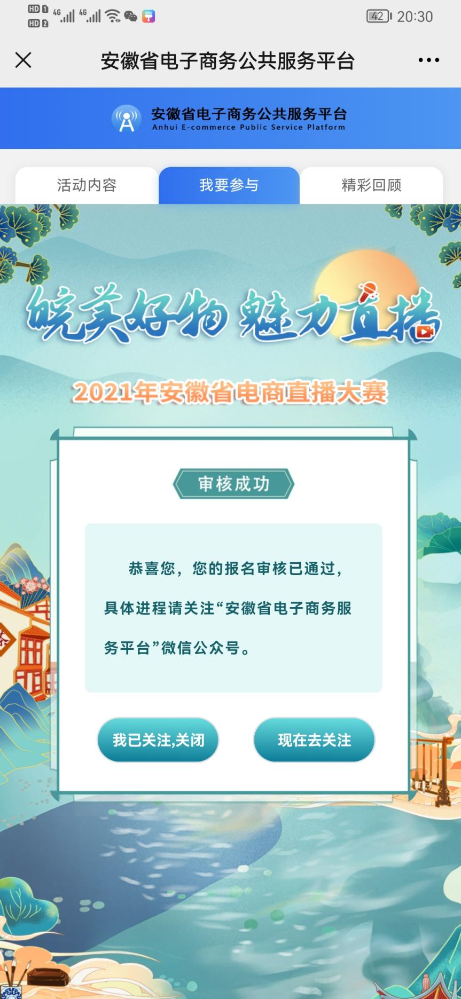 HD 1 4G 4G 42 20:30
HD 2
安徽省电子商务公共服务平台
安徽省电子商务公共服务平台
Anhui E-commerce Public Service Platform
活动内容 我要参与 精彩回顾
皖美好物 魅力直播
2021年安徽省电商直播大赛
审核成功
恭喜您，您的报名审核已通过，
具体进程请关注“安徽省电子商务服
务平台”微信公众号。
我已关注,关闭 现在去关注